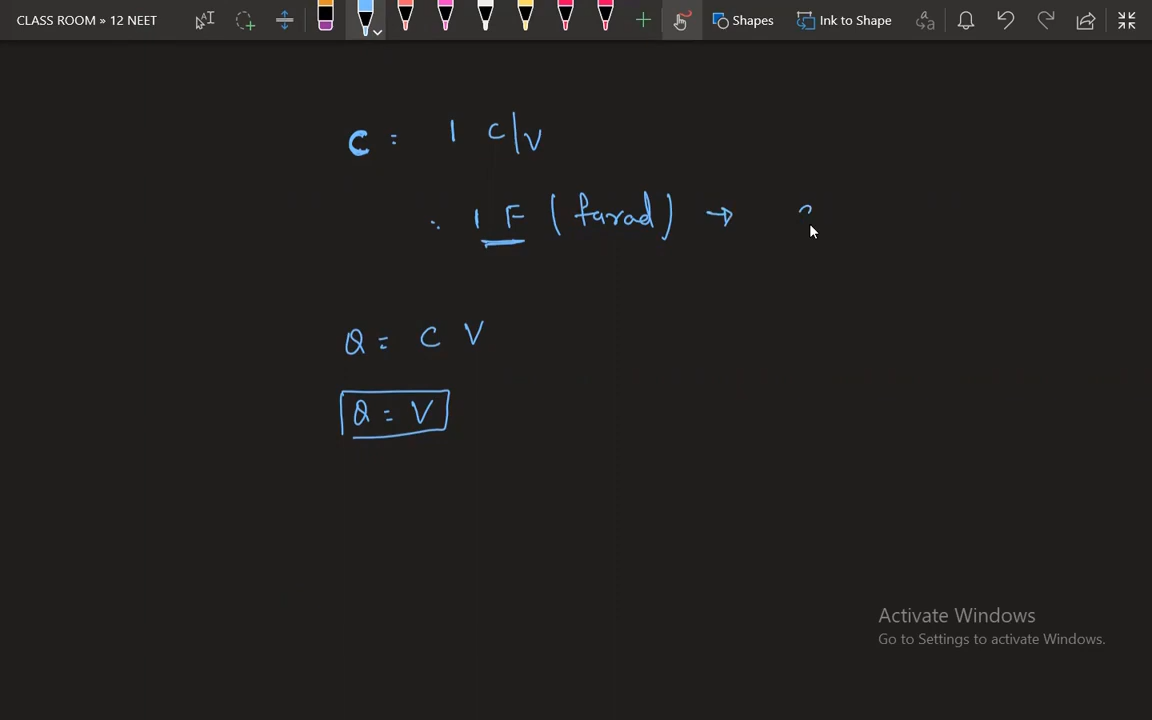 CLASS ROOM » 12 NEET
Shapes
Ink to Shape
C = 1 C/V
: 1 F (farad) →
Q = C V
Q = V
Activate Windows
Go to Settings to activate Windows.